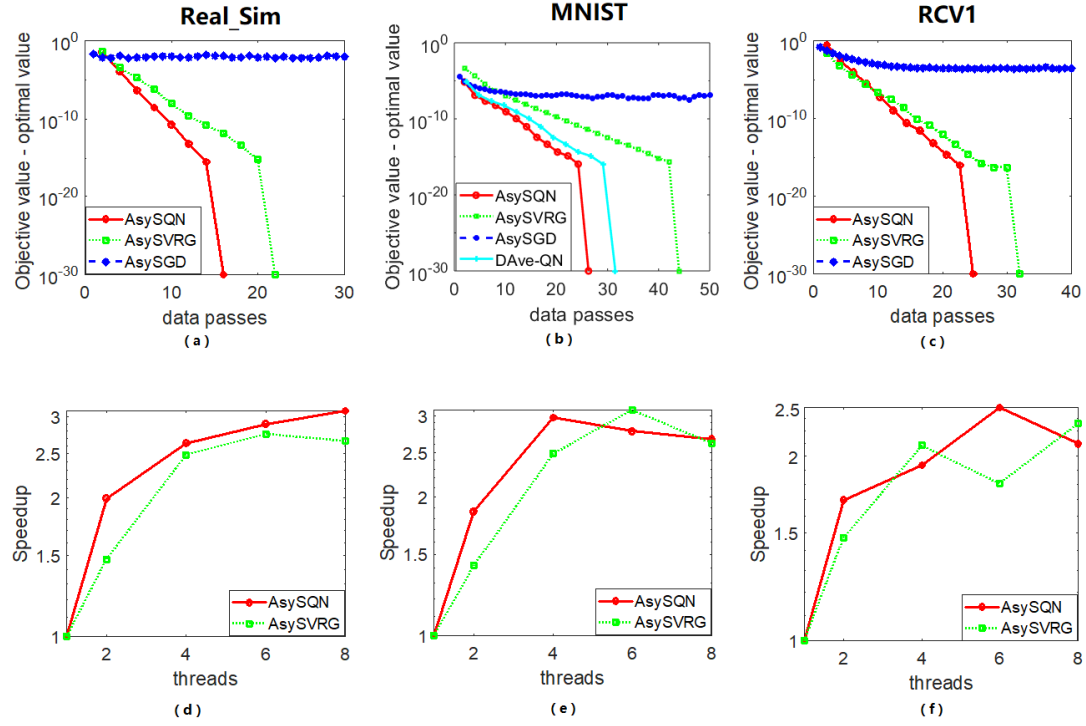 Real_Sim
MNIST
RCV1
Objective value - optimal value
10^0
10^-10
10^-20
10^-30
AsySQN
AsySVRG
AsySGD
0 10 20 30
data passes
(a)
Objective value - optimal value
10^0
10^-10
10^-20
10^-30
AsySQN
AsySVRG
AsySGD
DAve-QN
0 10 20 30 40 50
data passes
(b)
Objective value - optimal value
10^0
10^-10
10^-20
10^-30
AsySQN
AsySVRG
AsySGD
0 10 20 30 40
data passes
(c)
Speedup
3
2.5
2
1.5
1
AsySQN
AsySVRG
2 4 6 8
threads
(d)
Speedup
3
2.5
2
1.5
1
AsySQN
AsySVRG
2 4 6 8
threads
(e)
Speedup
2.5
2
1.5
1
AsySQN
AsySVRG
2 4 6 8
threads
(f)